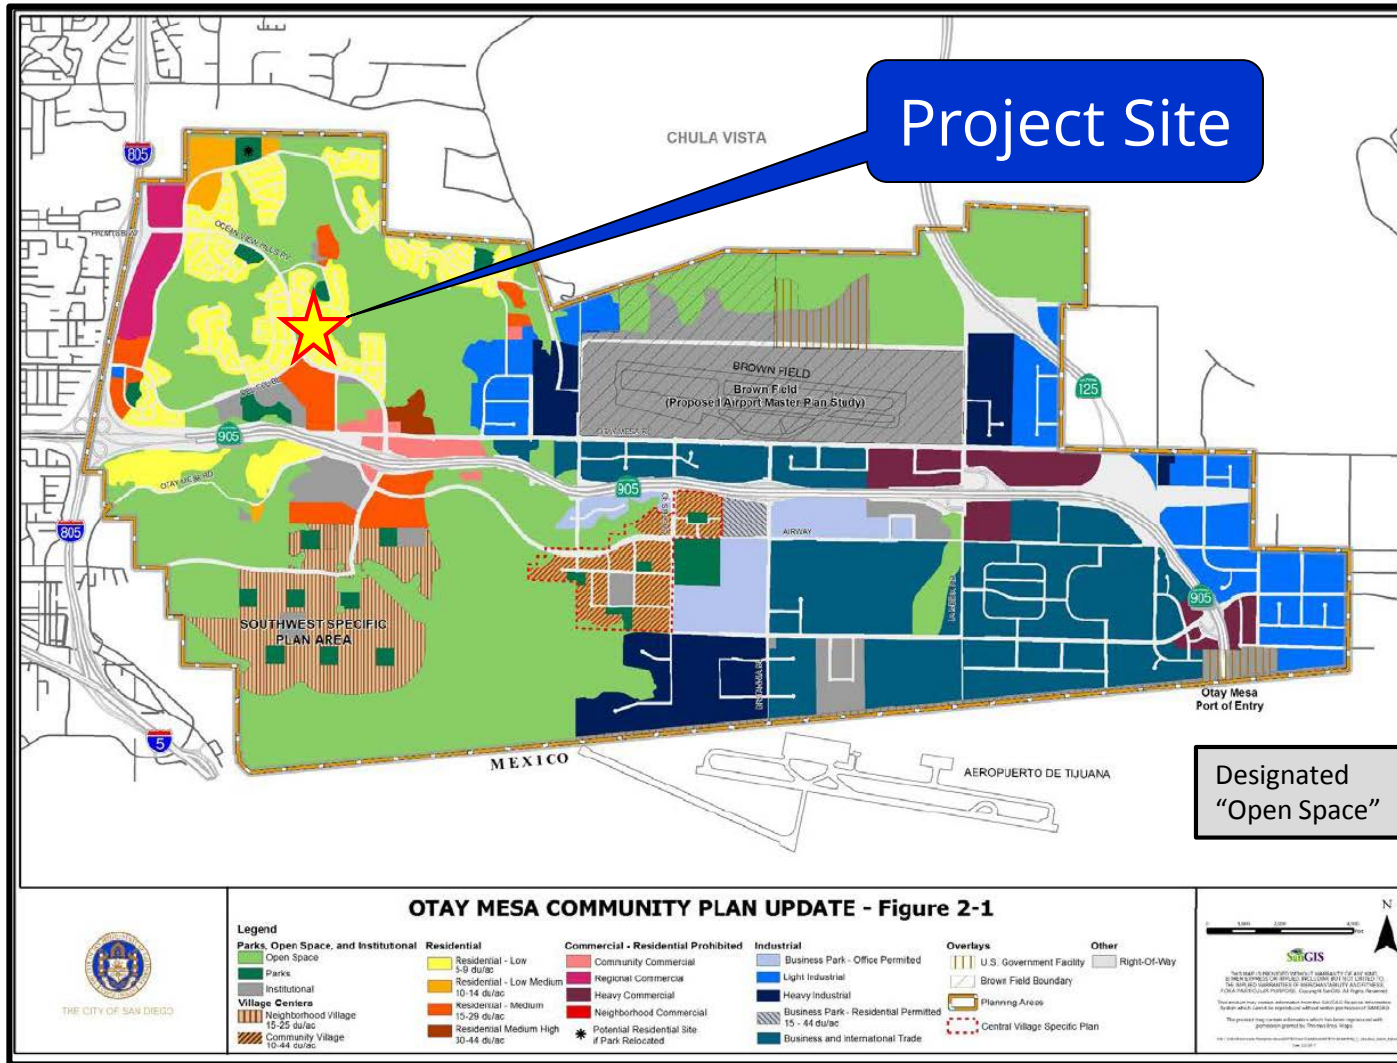 Project Site
CHULA VISTA
805
OCEAN VIEW HILLS PY
BROWN FIELD
Brown Field
(Proposed Airport Master Plan Study)
125
905
OTAY MESA RD
OTAY MESA RD
905
805
AIRWAY
905
SOUTHWEST SPECIFIC
PLAN AREA
BRITANNIA BL
Otay Mesa
Port of Entry
5
MEXICO
AEROPUERTO DE TIJUANA
Designated
“Open Space”
OTAY MESA COMMUNITY PLAN UPDATE - Figure 2-1
THE CITY OF SAN DIEGO
Legend
Parks, Open Space, and Institutional
Open Space
Parks
Institutional
Village Centers
Neighborhood Village
15-25 du/ac
Community Village
10-44 du/ac
Residential
Residential - Low
5-9 du/ac
Residential - Low Medium
10-14 du/ac
Residential - Medium
15-29 du/ac
Residential Medium High
30-44 du/ac
Commercial - Residential Prohibited
Community Commercial
Regional Commercial
Heavy Commercial
Neighborhood Commercial
Potential Residential Site
if Park Relocated
Industrial
Business Park - Office Permitted
Light Industrial
Heavy Industrial
Business Park - Residential Permitted
15 - 44 du/ac
Business and International Trade
Overlays
U.S. Government Facility
Brown Field Boundary
Planning Areas
Central Village Specific Plan
Other
Right-Of-Way
N
SanGIS